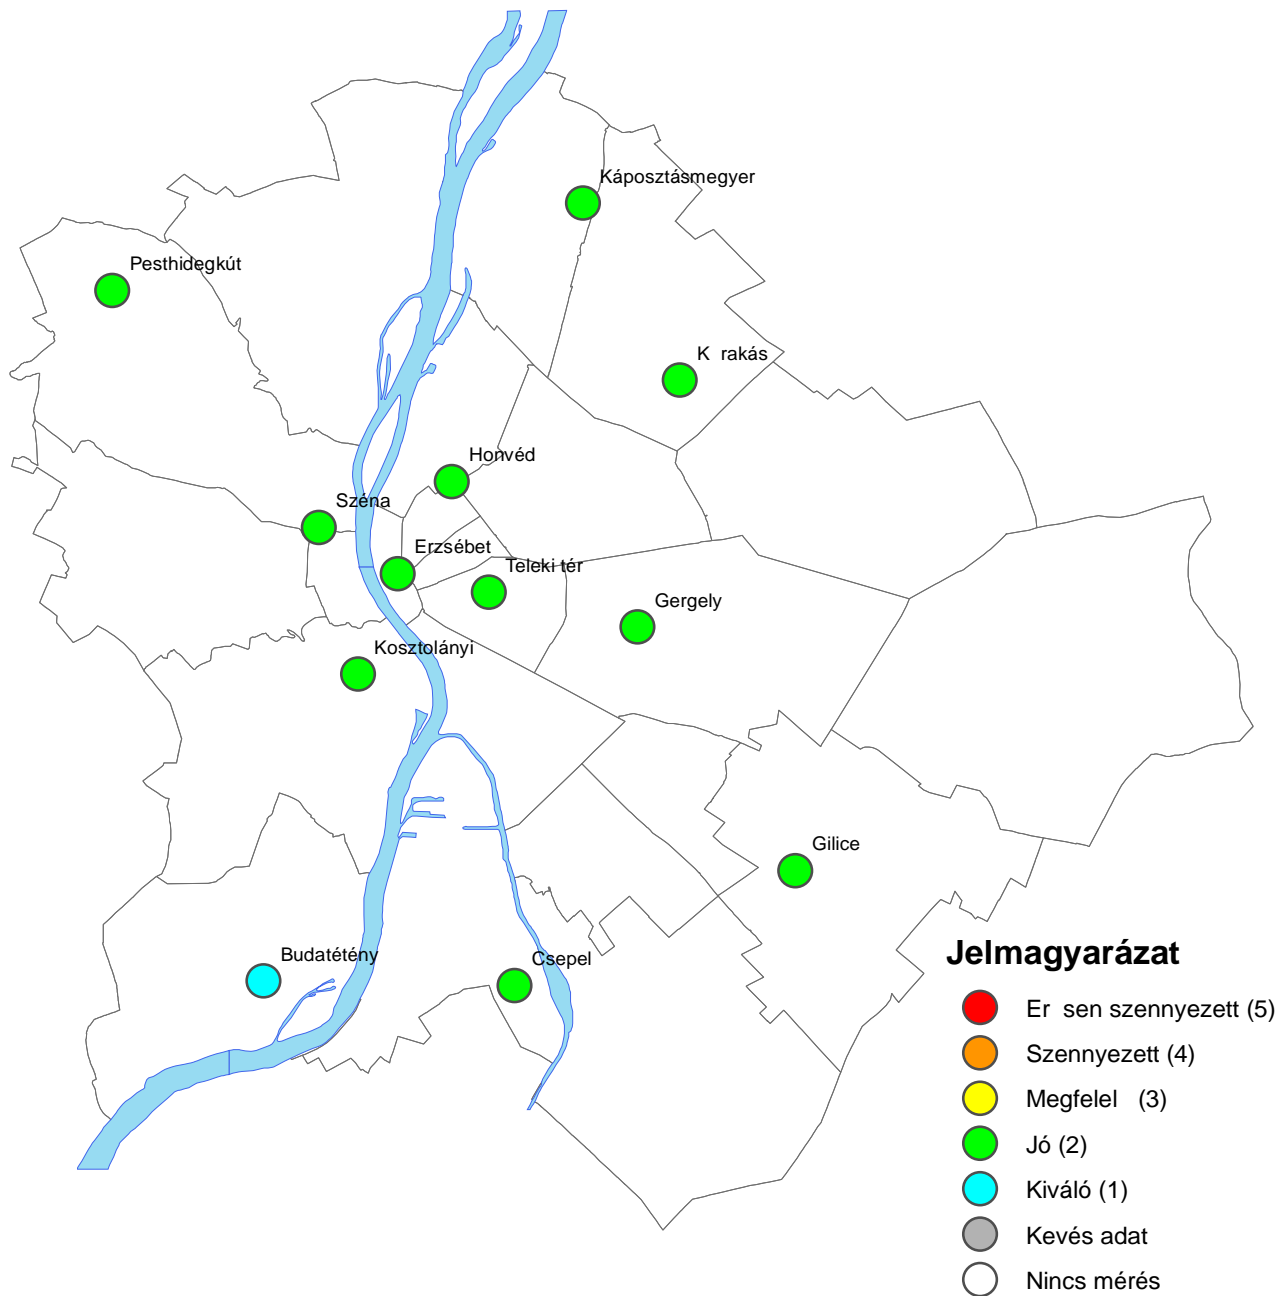 Káposztásmegyer
Pesthidegkút
K rakás
Honvéd
Széna
Erzsébet
Teleki tér
Gergely
Kosztolányi
Gilice
Budatétény
Csepel
Jelmagyarázat
Er sen szennyezett (5)
Szennyezett (4)
Megfelel (3)
Jó (2)
Kiváló (1)
Kevés adat
Nincs mérés